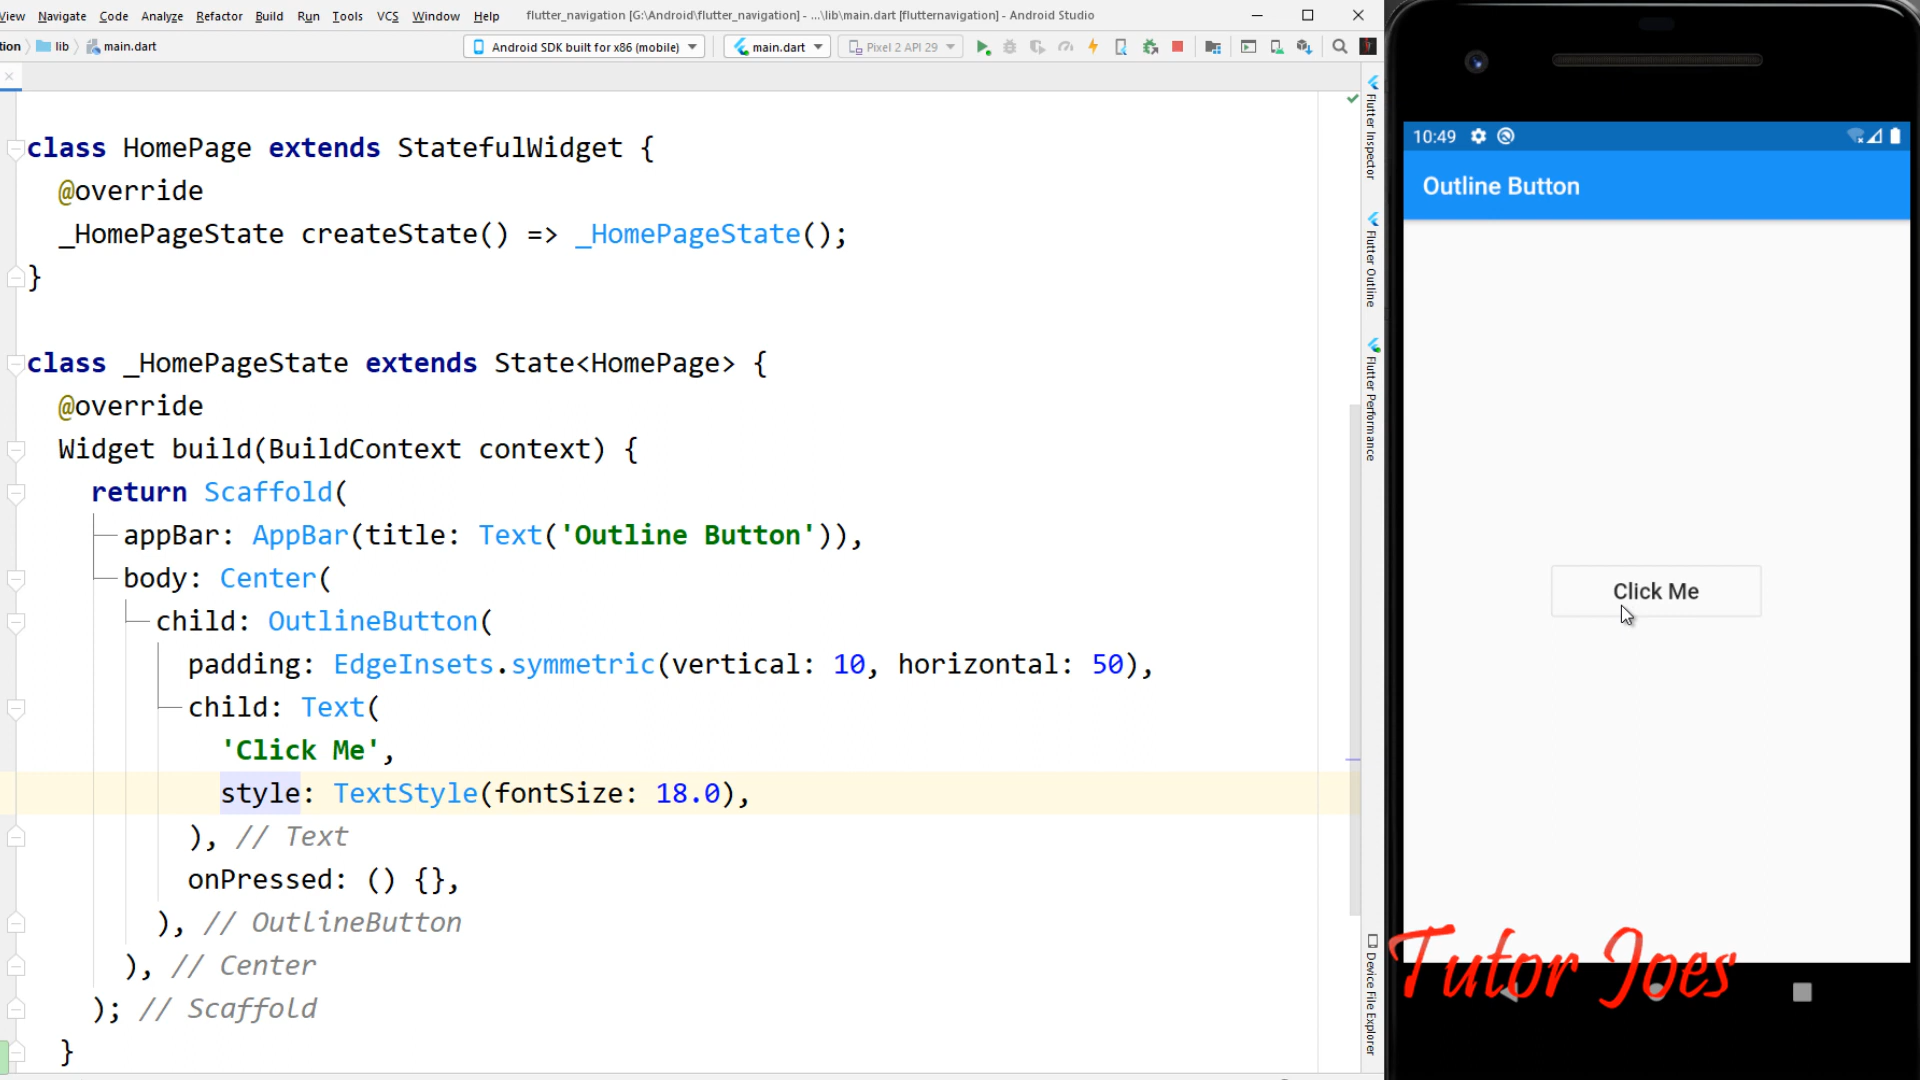 View Navigate Code Analyze Refactor Build Run Tools VCS Window Help flutter_navigation [G:\Android\flutter_navigation] - ...\lib\main.dart [flutternavigation] - Android Studio
tion lib main.dart Android SDK built for x86 (mobile) main.dart Pixel 2 API 29
class HomePage extends StatefulWidget {
@override
_HomePageState createState() => _HomePageState();
}
class _HomePageState extends State<HomePage> {
@override
Widget build(BuildContext context) {
return Scaffold(
appBar: AppBar(title: Text('Outline Button')),
body: Center(
child: OutlineButton(
padding: EdgeInsets.symmetric(vertical: 10, horizontal: 50),
child: Text(
'Click Me',
style: TextStyle(fontSize: 18.0),
), // Text
onPressed: () {},
), // OutlineButton
), // Center
); // Scaffold
}
Flutter Inspector
Flutter Outline
Flutter Performance
Device File Explorer
10:49
Outline Button
Click Me
Tutor Joes